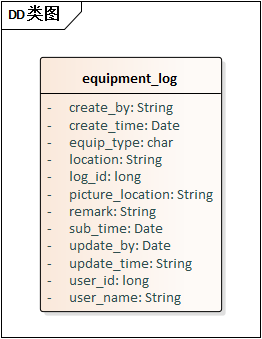 DD类图
equipment_log
- create_by: String
- create_time: Date
- equip_type: char
- location: String
- log_id: long
- picture_location: String
- remark: String
- sub_time: Date
- update_by: Date
- update_time: String
- user_id: long
- user_name: String